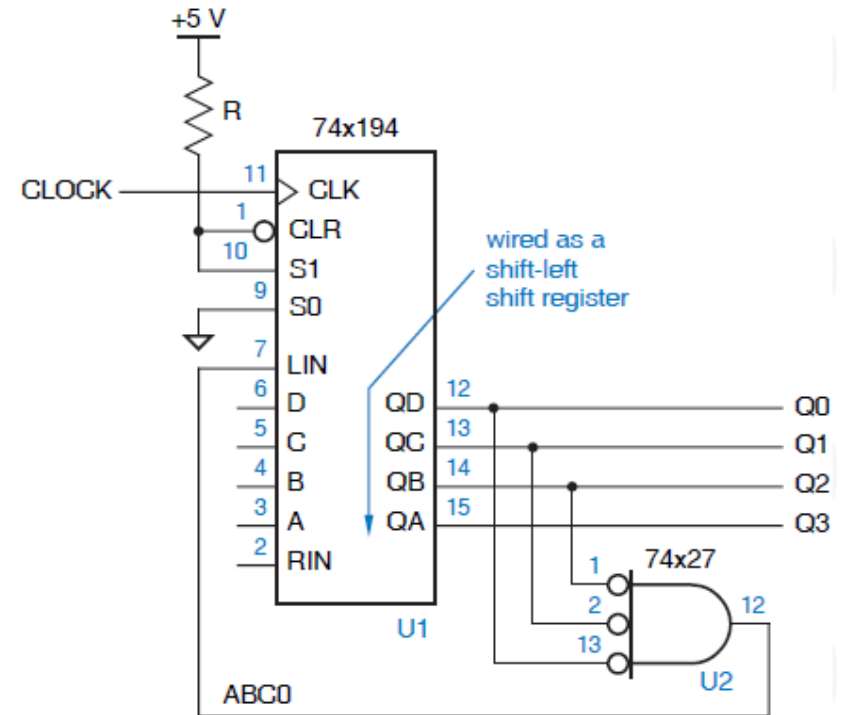 +5 V
R
74x194
CLOCK
11
CLK
1
CLR
10
S1
9
S0
wired as a
shift-left
shift register
7
LIN
6
D
QD
12
Q0
5
C
QC
13
Q1
4
B
QB
14
Q2
3
A
QA
15
Q3
2
RIN
U1
74x27
1
2
13
12
U2
ABC0